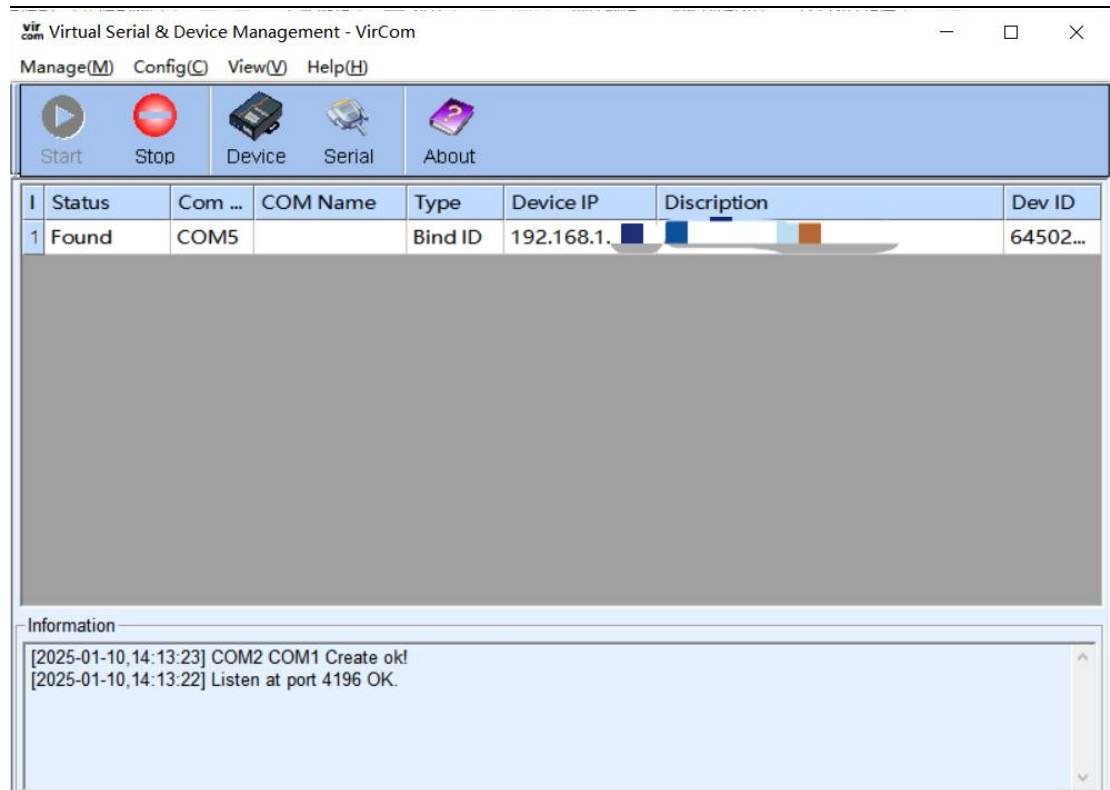 vir com Virtual Serial & Device Management - VirCom
Manage(M) Config(C) View(V) Help(H)
Start Stop Device Serial About
I Status Com ... COM Name Type Device IP Discription Dev ID
1 Found COM5 Bind ID 192.168.1. 64502...
Information
[2025-01-10,14:13:23] COM2 COM1 Create ok!
[2025-01-10,14:13:22] Listen at port 4196 OK.